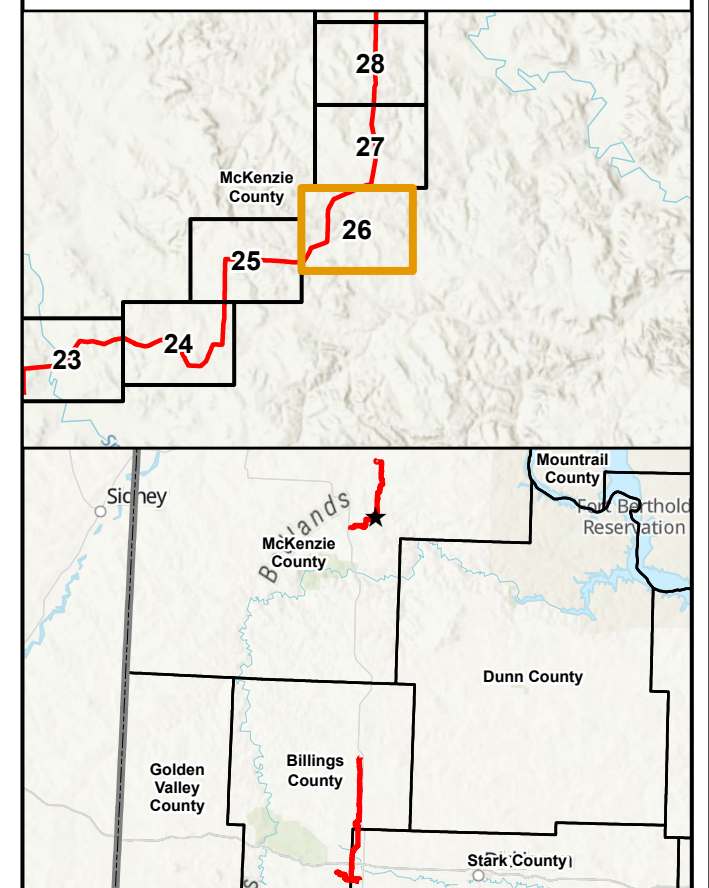 28
27
McKenzie
County
26
25
24
23
Mountrail
County
Sidney
Fort Berthold
Reservation
Badlands
McKenzie
County
Dunn County
Billings
County
Golden
Valley
County
Stark County